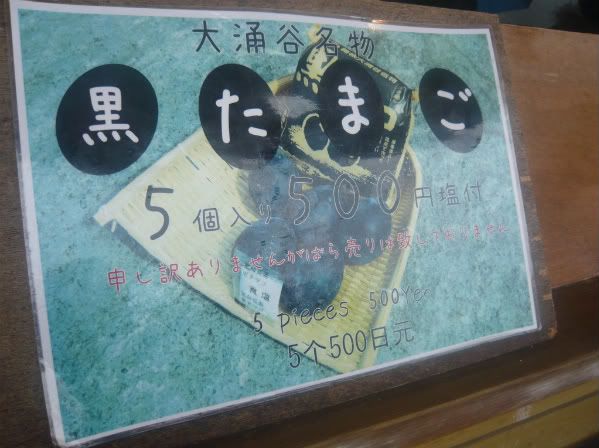 大涌谷名物
黒たまご
5個入り500円塩付
申し訳ありませんがばら売りは致しておりません
食塩
5 pieces 500Yen
5个500日元